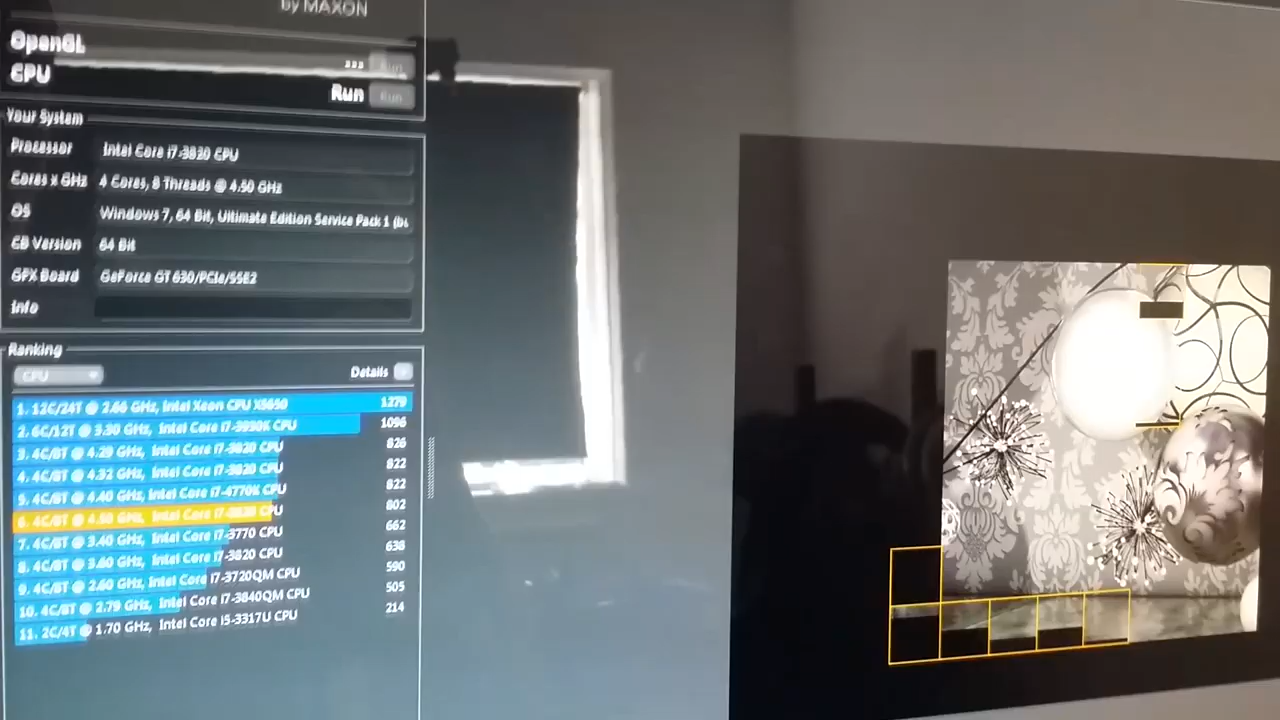 by MAXON
OpenGL
Run
CPU
Run Run
Your System
Processor Intel Core i7-3820 CPU
Cores x GHz 4 Cores, 8 Threads @ 4.50 GHz
OS Windows 7, 64 Bit, Ultimate Edition Service Pack 1 (b
CB Version 64 Bit
GFX Board GeForce GT 630/PCIe/SSE2
Info
Ranking
CPU Details
1. 12C/24T @ 2.66 GHz, Intel Xeon CPU X5650 1279
2. 6C/12T @ 3.30 GHz, Intel Core i7-3930K CPU 1096
3. 4C/8T @ 4.29 GHz, Intel Core i7-3820 CPU 826
4. 4C/8T @ 4.32 GHz, Intel Core i7-3820 CPU 822
5. 4C/8T @ 4.40 GHz, Intel Core i7-4770K CPU 822
6. 4C/8T @ 4.50 GHz, Intel Core i7-3820 CPU 802
7. 4C/8T @ 3.40 GHz, Intel Core i7-3770 CPU 662
8. 4C/8T @ 3.60 GHz, Intel Core i7-3820 CPU 638
9. 4C/8T @ 2.60 GHz, Intel Core i7-3720QM CPU 590
10. 4C/8T @ 2.79 GHz, Intel Core i7-3840QM CPU 505
11. 2C/4T @ 1.70 GHz, Intel Core i5-3317U CPU 214